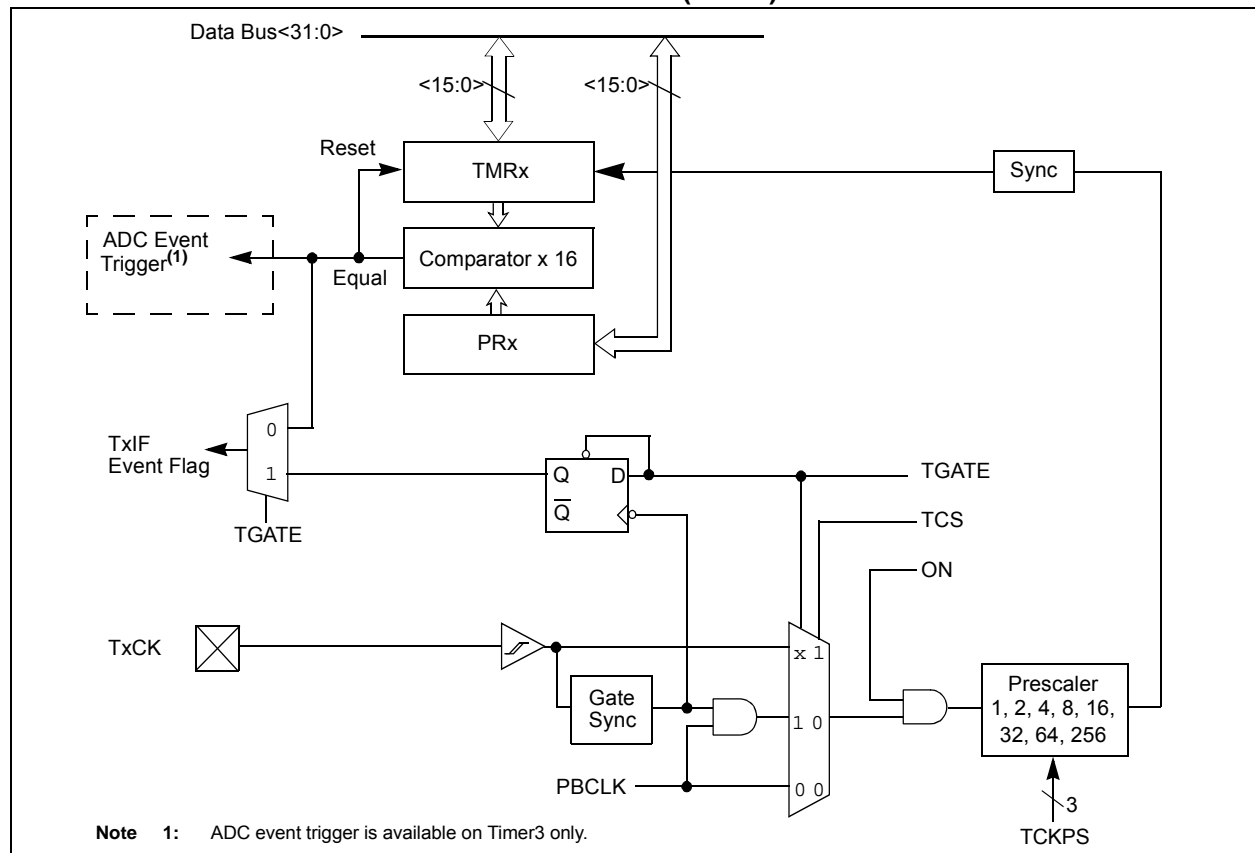 Data Bus<31:0>
<15:0>
<15:0>
Reset
TMRx
Sync
ADC Event
Trigger(1)
Equal
Comparator x 16
PRx
0
1
TxIF
Event Flag
TGATE
Q
D
Q
TGATE
TCS
ON
TxCK
x 1
Gate
Sync
1 0
Prescaler
1, 2, 4, 8, 16,
32, 64, 256
PBCLK
0 0
3
TCKPS
Note 1: ADC event trigger is available on Timer3 only.